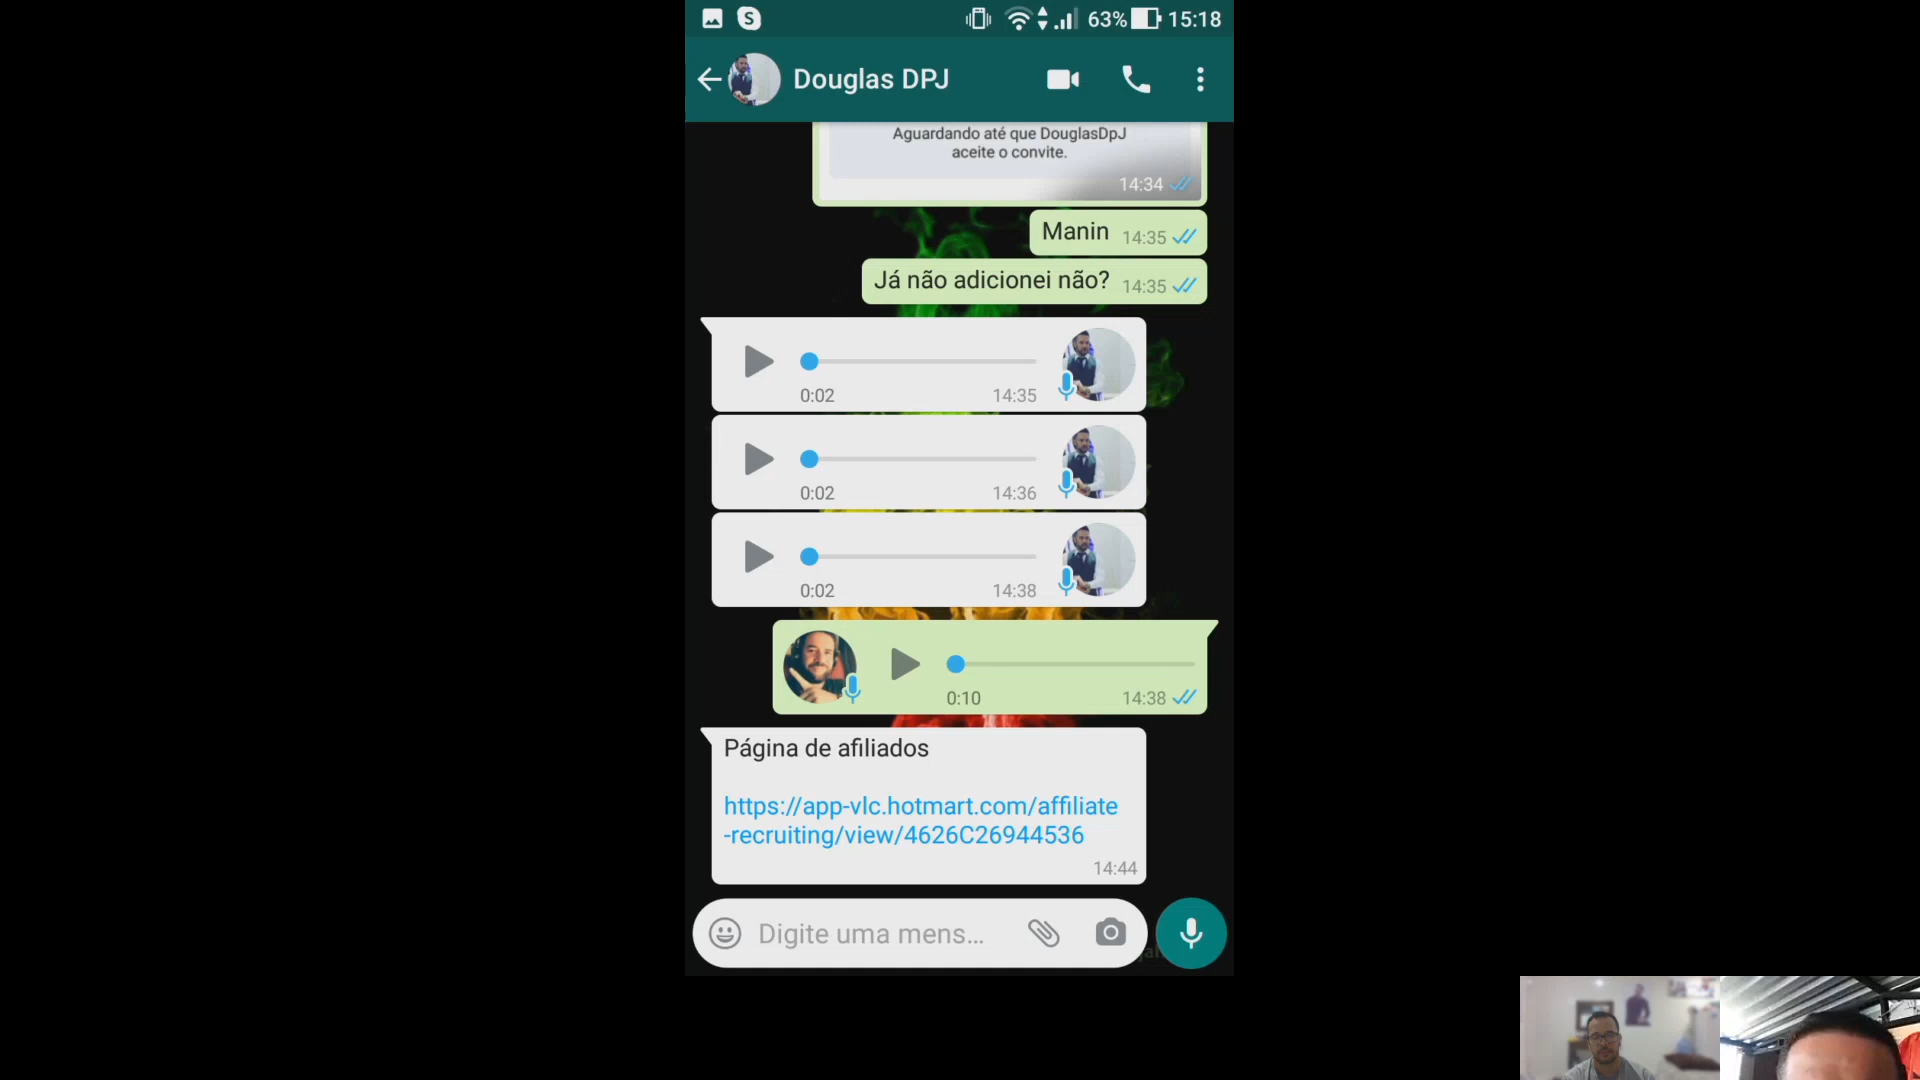 63% 15:18
Douglas DPJ
Aguardando até que DouglasDpJ
aceite o convite.
14:34
Manin 14:35
Já não adicionei não? 14:35
0:02 14:35
0:02 14:36
0:02 14:38
0:10 14:38
Página de afiliados
https://app-vlc.hotmart.com/affiliate
-recruiting/view/4626C26944536
14:44
Digite uma mens...